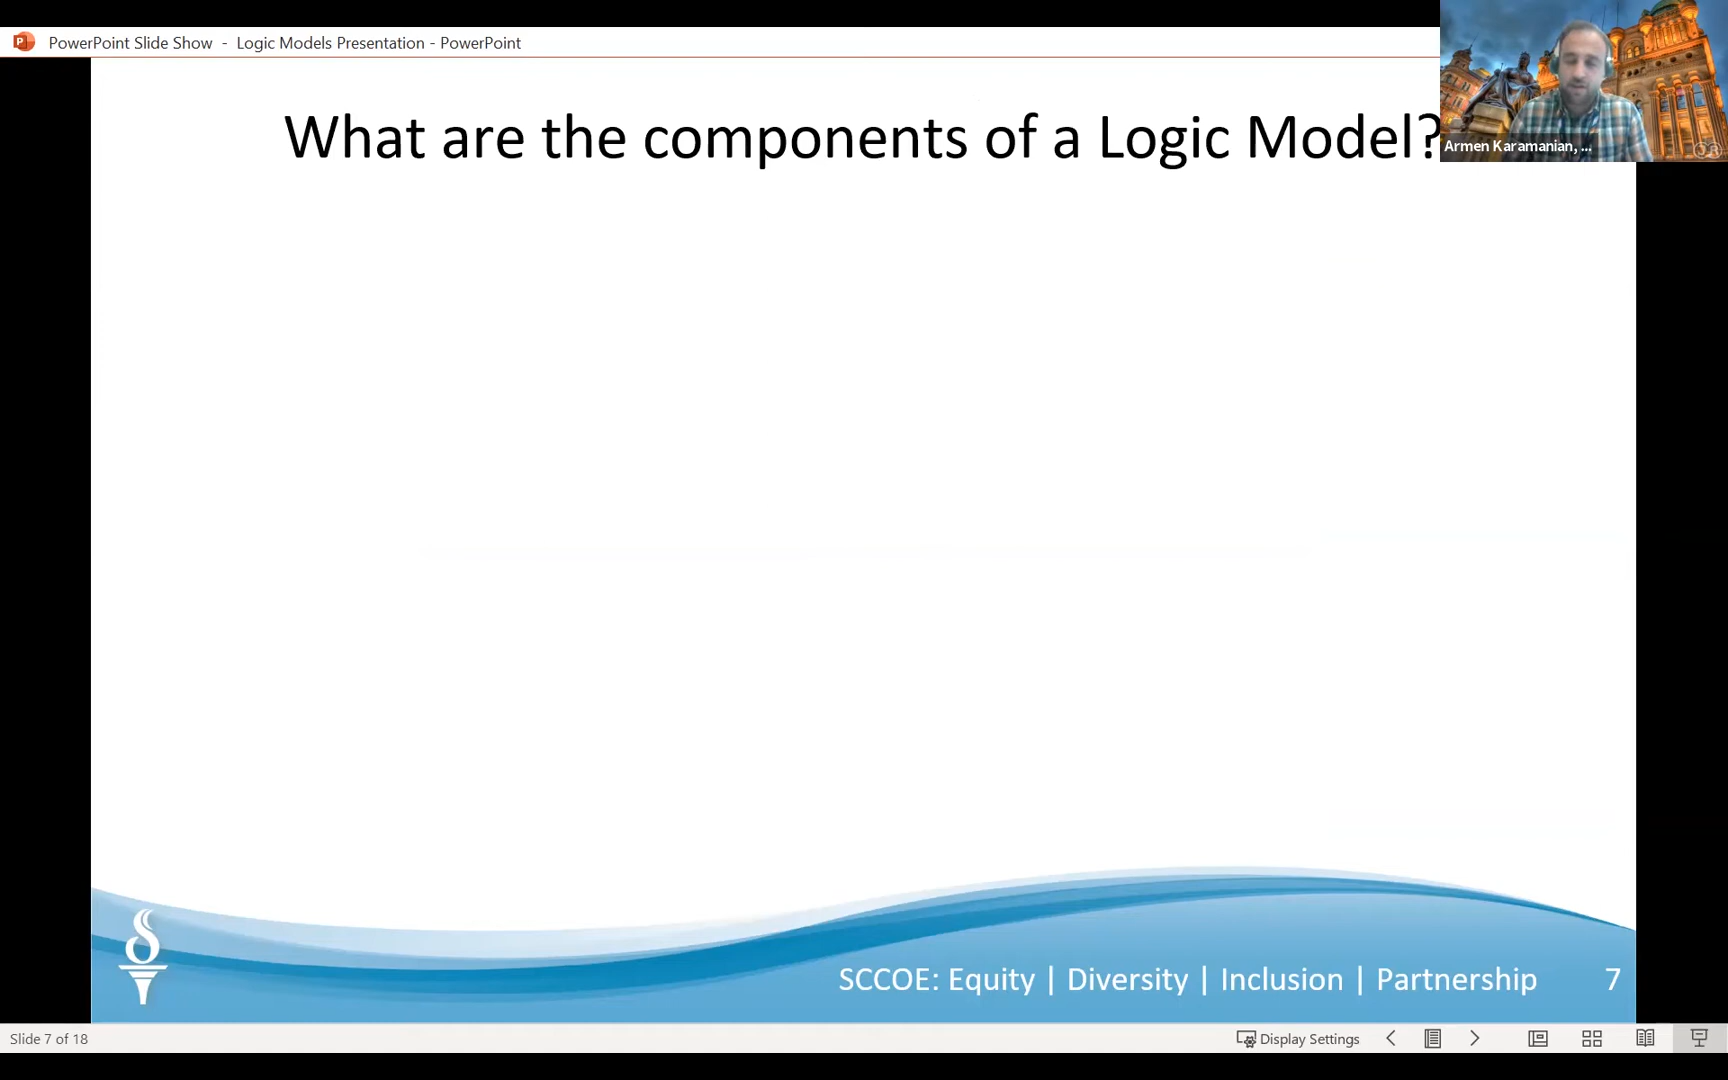 PowerPoint Slide Show - Logic Models Presentation - PowerPoint
What are the components of a Logic Model?
Armen Karamanian, ...
SCCOE: Equity | Diversity | Inclusion | Partnership 7
Slide 7 of 18
Display Settings